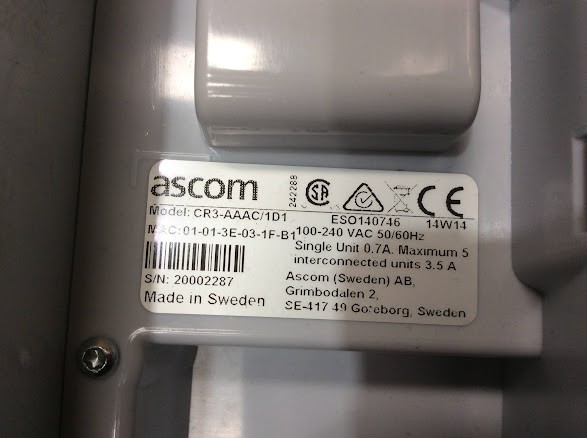 ascom
242288
Model: CR3-AAAC/1D1
ESO140746
14W14
MAC:01-01-3E-03-1F-B1
100-240 VAC 50/60Hz
Single Unit 0.7A. Maximum 5
interconnected units 3.5 A
S/N: 20002287
Made in Sweden
Ascom (Sweden) AB,
Grimbodalen 2,
SE-417 49 Goteborg, Sweden